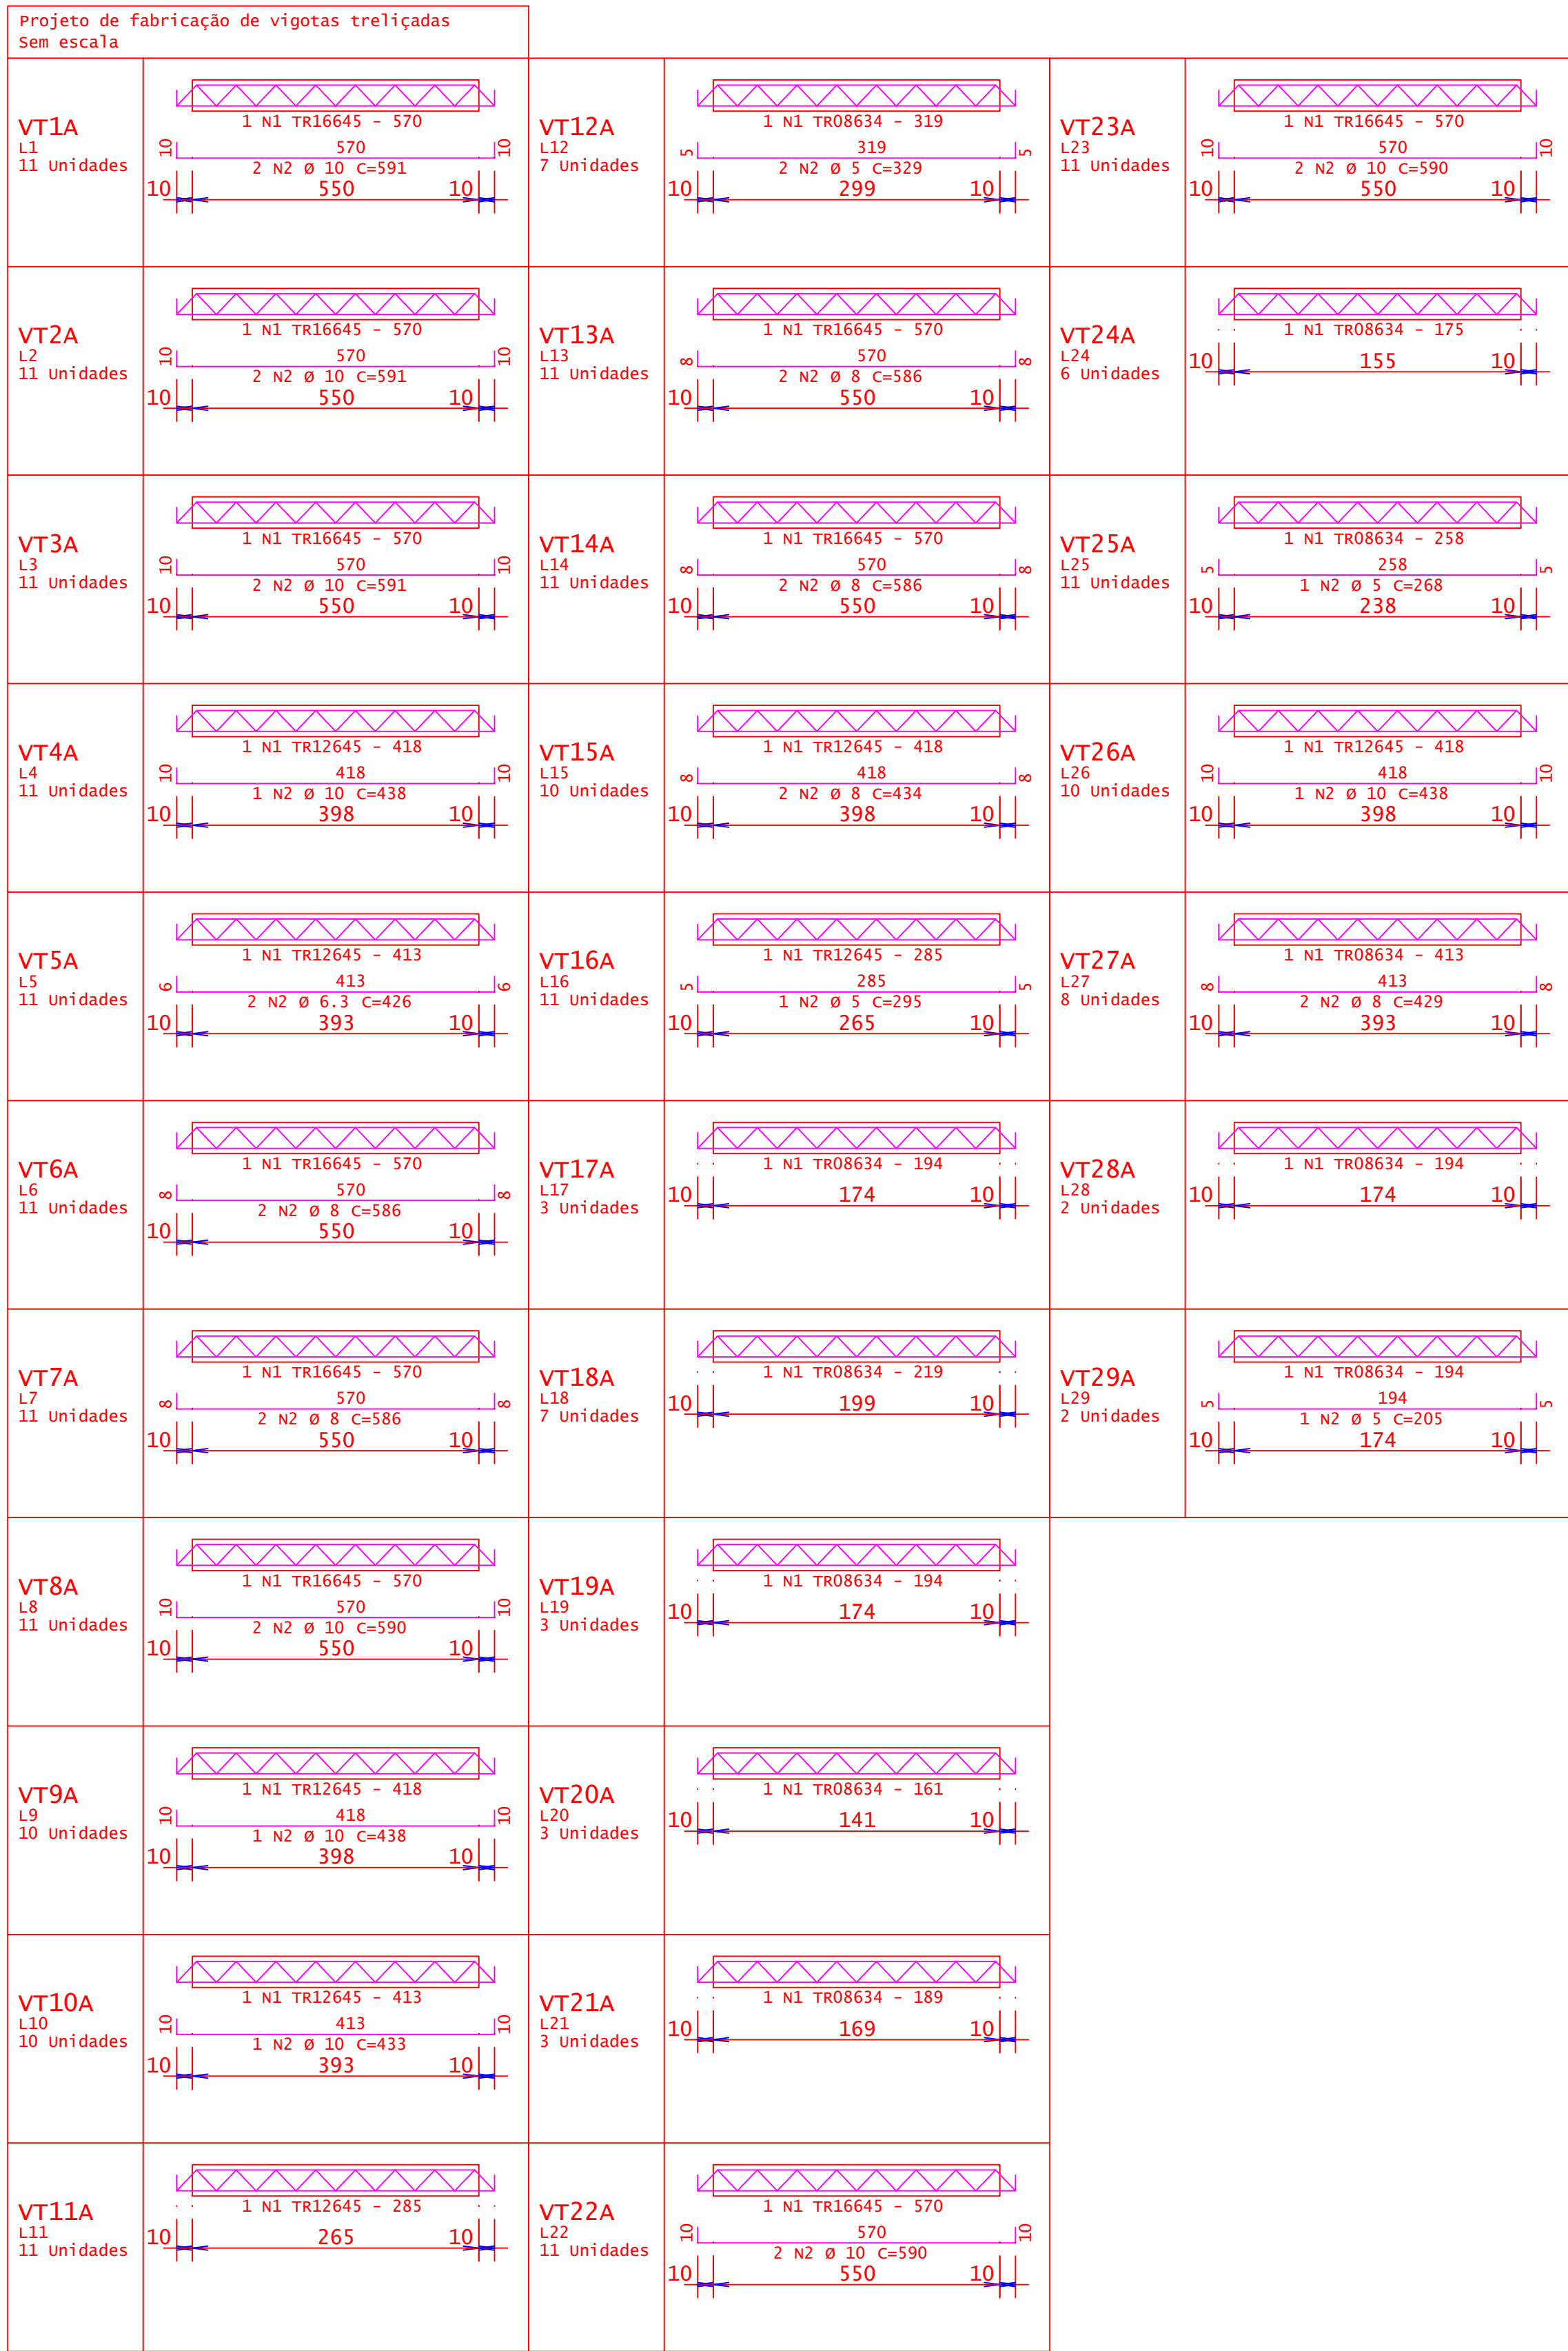 Projeto de fabricação de vigotas treliçadas
Sem escala
VT1A
L1
11 Unidades
1 N1 TR16645 - 570
10 570 10
2 N2 Ø 10 C=591
10 550 10
VT2A
L2
11 Unidades
1 N1 TR16645 - 570
10 570 10
2 N2 Ø 10 C=591
10 550 10
VT3A
L3
11 Unidades
1 N1 TR16645 - 570
10 570 10
2 N2 Ø 10 C=591
10 550 10
VT4A
L4
11 Unidades
1 N1 TR12645 - 418
10 418 10
1 N2 Ø 10 C=438
10 398 10
VT5A
L5
11 Unidades
1 N1 TR12645 - 413
6 413 6
2 N2 Ø 6.3 C=426
10 393 10
VT6A
L6
11 Unidades
1 N1 TR16645 - 570
8 570 8
2 N2 Ø 8 C=586
10 550 10
VT7A
L7
11 Unidades
1 N1 TR16645 - 570
8 570 8
2 N2 Ø 8 C=586
10 550 10
VT8A
L8
11 Unidades
1 N1 TR16645 - 570
10 570 10
2 N2 Ø 10 C=590
10 550 10
VT9A
L9
10 Unidades
1 N1 TR12645 - 418
10 418 10
1 N2 Ø 10 C=438
10 398 10
VT10A
L10
10 Unidades
1 N1 TR12645 - 413
10 413 10
1 N2 Ø 10 C=433
10 393 10
VT11A
L11
11 Unidades
1 N1 TR12645 - 285
10 265 10
VT12A
L12
7 Unidades
1 N1 TR08634 - 319
5 319 5
2 N2 Ø 5 C=329
10 299 10
VT13A
L13
11 Unidades
1 N1 TR16645 - 570
8 570 8
2 N2 Ø 8 C=586
10 550 10
VT14A
L14
11 Unidades
1 N1 TR16645 - 570
8 570 8
2 N2 Ø 8 C=586
10 550 10
VT15A
L15
10 Unidades
1 N1 TR12645 - 418
8 418 8
2 N2 Ø 8 C=434
10 398 10
VT16A
L16
11 Unidades
1 N1 TR12645 - 285
5 285 5
1 N2 Ø 5 C=295
10 265 10
VT17A
L17
3 Unidades
1 N1 TR08634 - 194
10 174 10
VT18A
L18
7 Unidades
1 N1 TR08634 - 219
10 199 10
VT19A
L19
3 Unidades
1 N1 TR08634 - 194
10 174 10
VT20A
L20
3 Unidades
1 N1 TR08634 - 161
10 141 10
VT21A
L21
3 Unidades
1 N1 TR08634 - 189
10 169 10
VT22A
L22
11 Unidades
1 N1 TR16645 - 570
10 570 10
2 N2 Ø 10 C=590
10 550 10
VT23A
L23
11 Unidades
1 N1 TR16645 - 570
10 570 10
2 N2 Ø 10 C=590
10 550 10
VT24A
L24
6 Unidades
1 N1 TR08634 - 175
10 155 10
VT25A
L25
11 Unidades
1 N1 TR08634 - 258
5 258 5
1 N2 Ø 5 C=268
10 238 10
VT26A
L26
10 Unidades
1 N1 TR12645 - 418
10 418 10
1 N2 Ø 10 C=438
10 398 10
VT27A
L27
8 Unidades
1 N1 TR08634 - 413
8 413 8
2 N2 Ø 8 C=429
10 393 10
VT28A
L28
2 Unidades
1 N1 TR08634 - 194
10 174 10
VT29A
L29
2 Unidades
1 N1 TR08634 - 194
5 194 5
1 N2 Ø 5 C=205
10 174 10